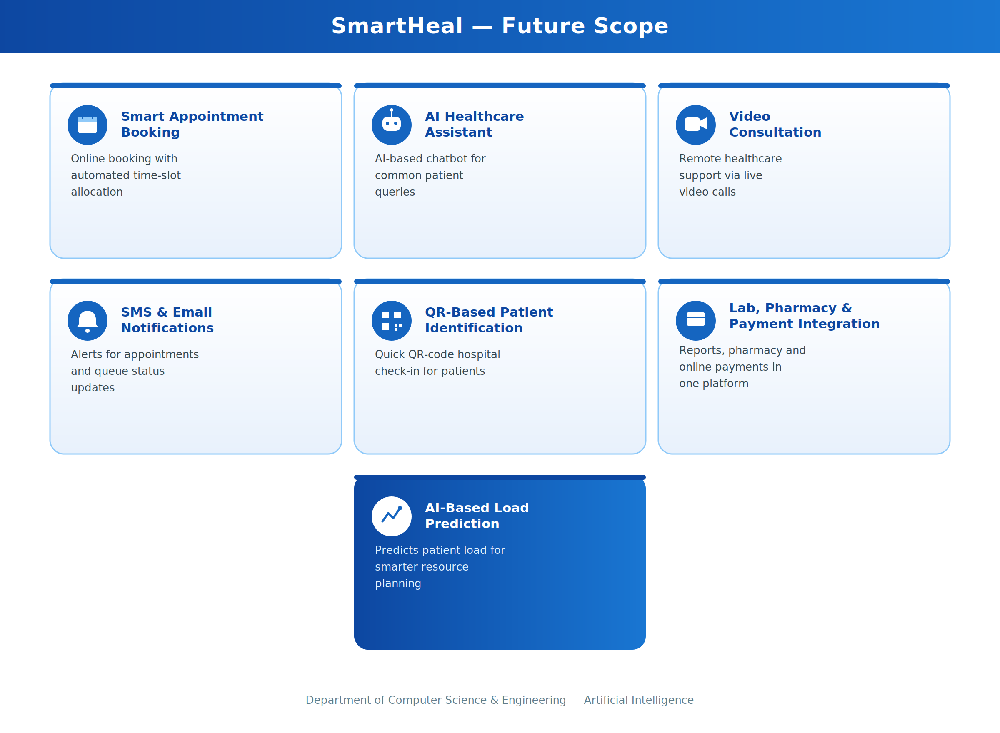 SmartHeal — Future Scope
Smart Appointment
Booking
Online booking with
automated time-slot
allocation
AI Healthcare
Assistant
AI-based chatbot for
common patient
queries
Video
Consultation
Remote healthcare
support via live
video calls
SMS & Email
Notifications
Alerts for appointments
and queue status
updates
QR-Based Patient
Identification
Quick QR-code hospital
check-in for patients
Lab, Pharmacy &
Payment Integration
Reports, pharmacy and
online payments in
one platform
AI-Based Load
Prediction
Predicts patient load for
smarter resource
planning
Department of Computer Science & Engineering — Artificial Intelligence